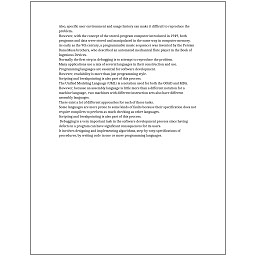 Also, specific user environment and usage history can make it difficult to reproduce the
problem.
However, with the concept of the stored-program computer introduced in 1949, both
programs and data were stored and manipulated in the same way in computer memory.
As early as the 9th century, a programmable music sequencer was invented by the Persian
Banu Musa brothers, who described an automated mechanical flute player in the Book of
Ingenious Devices.
Normally the first step in debugging is to attempt to reproduce the problem.
Many applications use a mix of several languages in their construction and use.
Programming languages are essential for software development.
However, readability is more than just programming style.
Scripting and breakpointing is also part of this process.
The Unified Modeling Language (UML) is a notation used for both the OOAD and MDA.
However, because an assembly language is little more than a different notation for a
machine language, two machines with different instruction sets also have different
assembly languages.
There exist a lot of different approaches for each of those tasks.
Some languages are more prone to some kinds of faults because their specification does not
require compilers to perform as much checking as other languages.
Scripting and breakpointing is also part of this process.
Debugging is a very important task in the software development process since having
defects in a program can have significant consequences for its users.
It involves designing and implementing algorithms, step-by-step specifications of
procedures, by writing code in one or more programming languages.